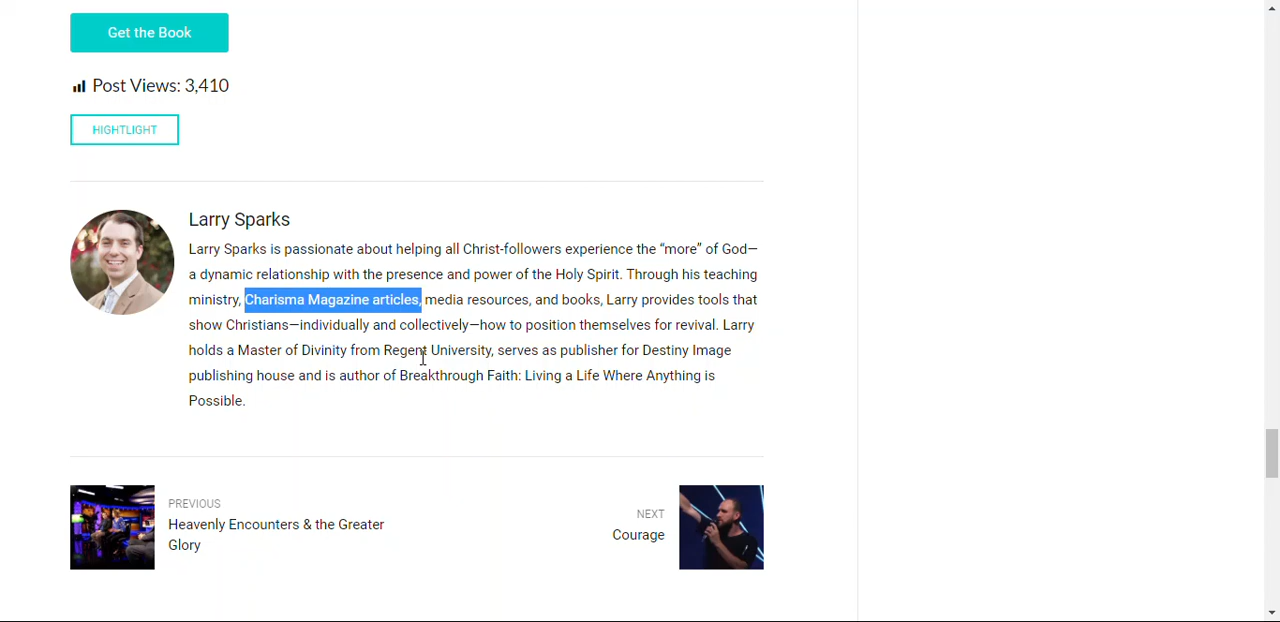 Get the Book
Post Views: 3,410
HIGHTLIGHT
Larry Sparks
Larry Sparks is passionate about helping all Christ-followers experience the “more” of God—
a dynamic relationship with the presence and power of the Holy Spirit. Through his teaching
ministry, Charisma Magazine articles, media resources, and books, Larry provides tools that
show Christians—individually and collectively—how to position themselves for revival. Larry
holds a Master of Divinity from Regent University, serves as publisher for Destiny Image
publishing house and is author of Breakthrough Faith: Living a Life Where Anything is
Possible.
PREVIOUS
Heavenly Encounters & the Greater
Glory
NEXT
Courage